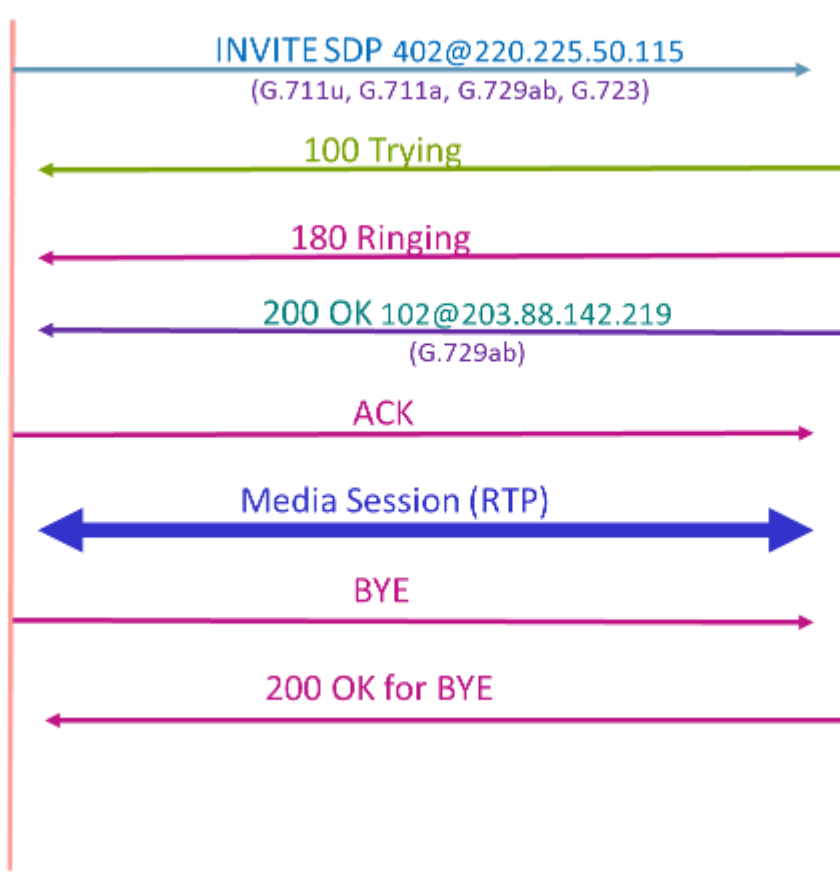 INVITE SDP 402@220.225.50.115
(G.711u, G.711a, G.729ab, G.723)
100 Trying
180 Ringing
200 OK 102@203.88.142.219
(G.729ab)
ACK
Media Session (RTP)
BYE
200 OK for BYE